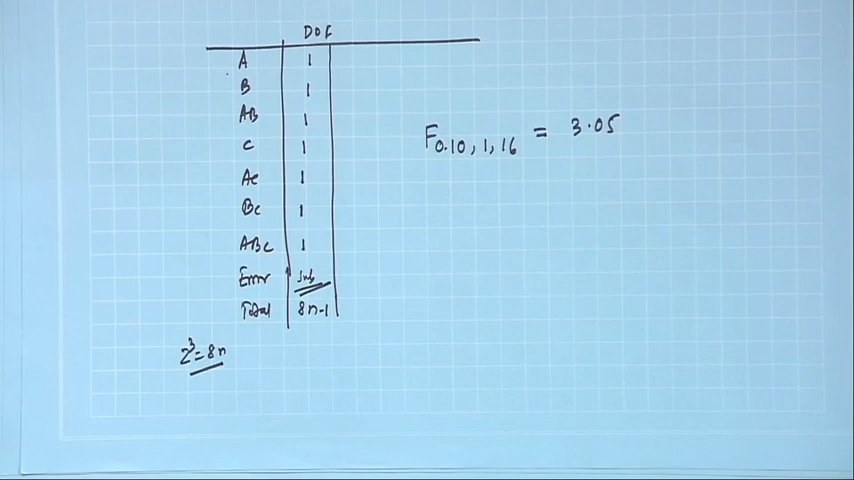 DOF
A 1
B 1
AB 1
C 1
AC 1
BC 1
ABC 1
Error
Total 8n-1
F0.10, 1, 16 = 3.05
2³=8n